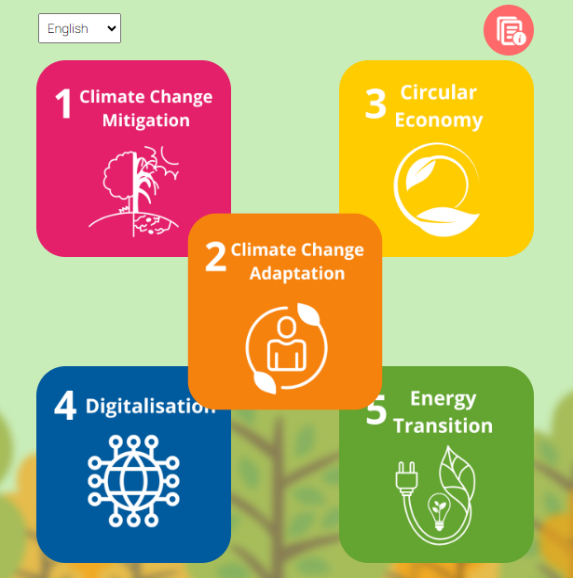 English
1 Climate Change
Mitigation
3 Circular
Economy
2 Climate Change
Adaptation
4 Digitalisation
5 Energy
Transition